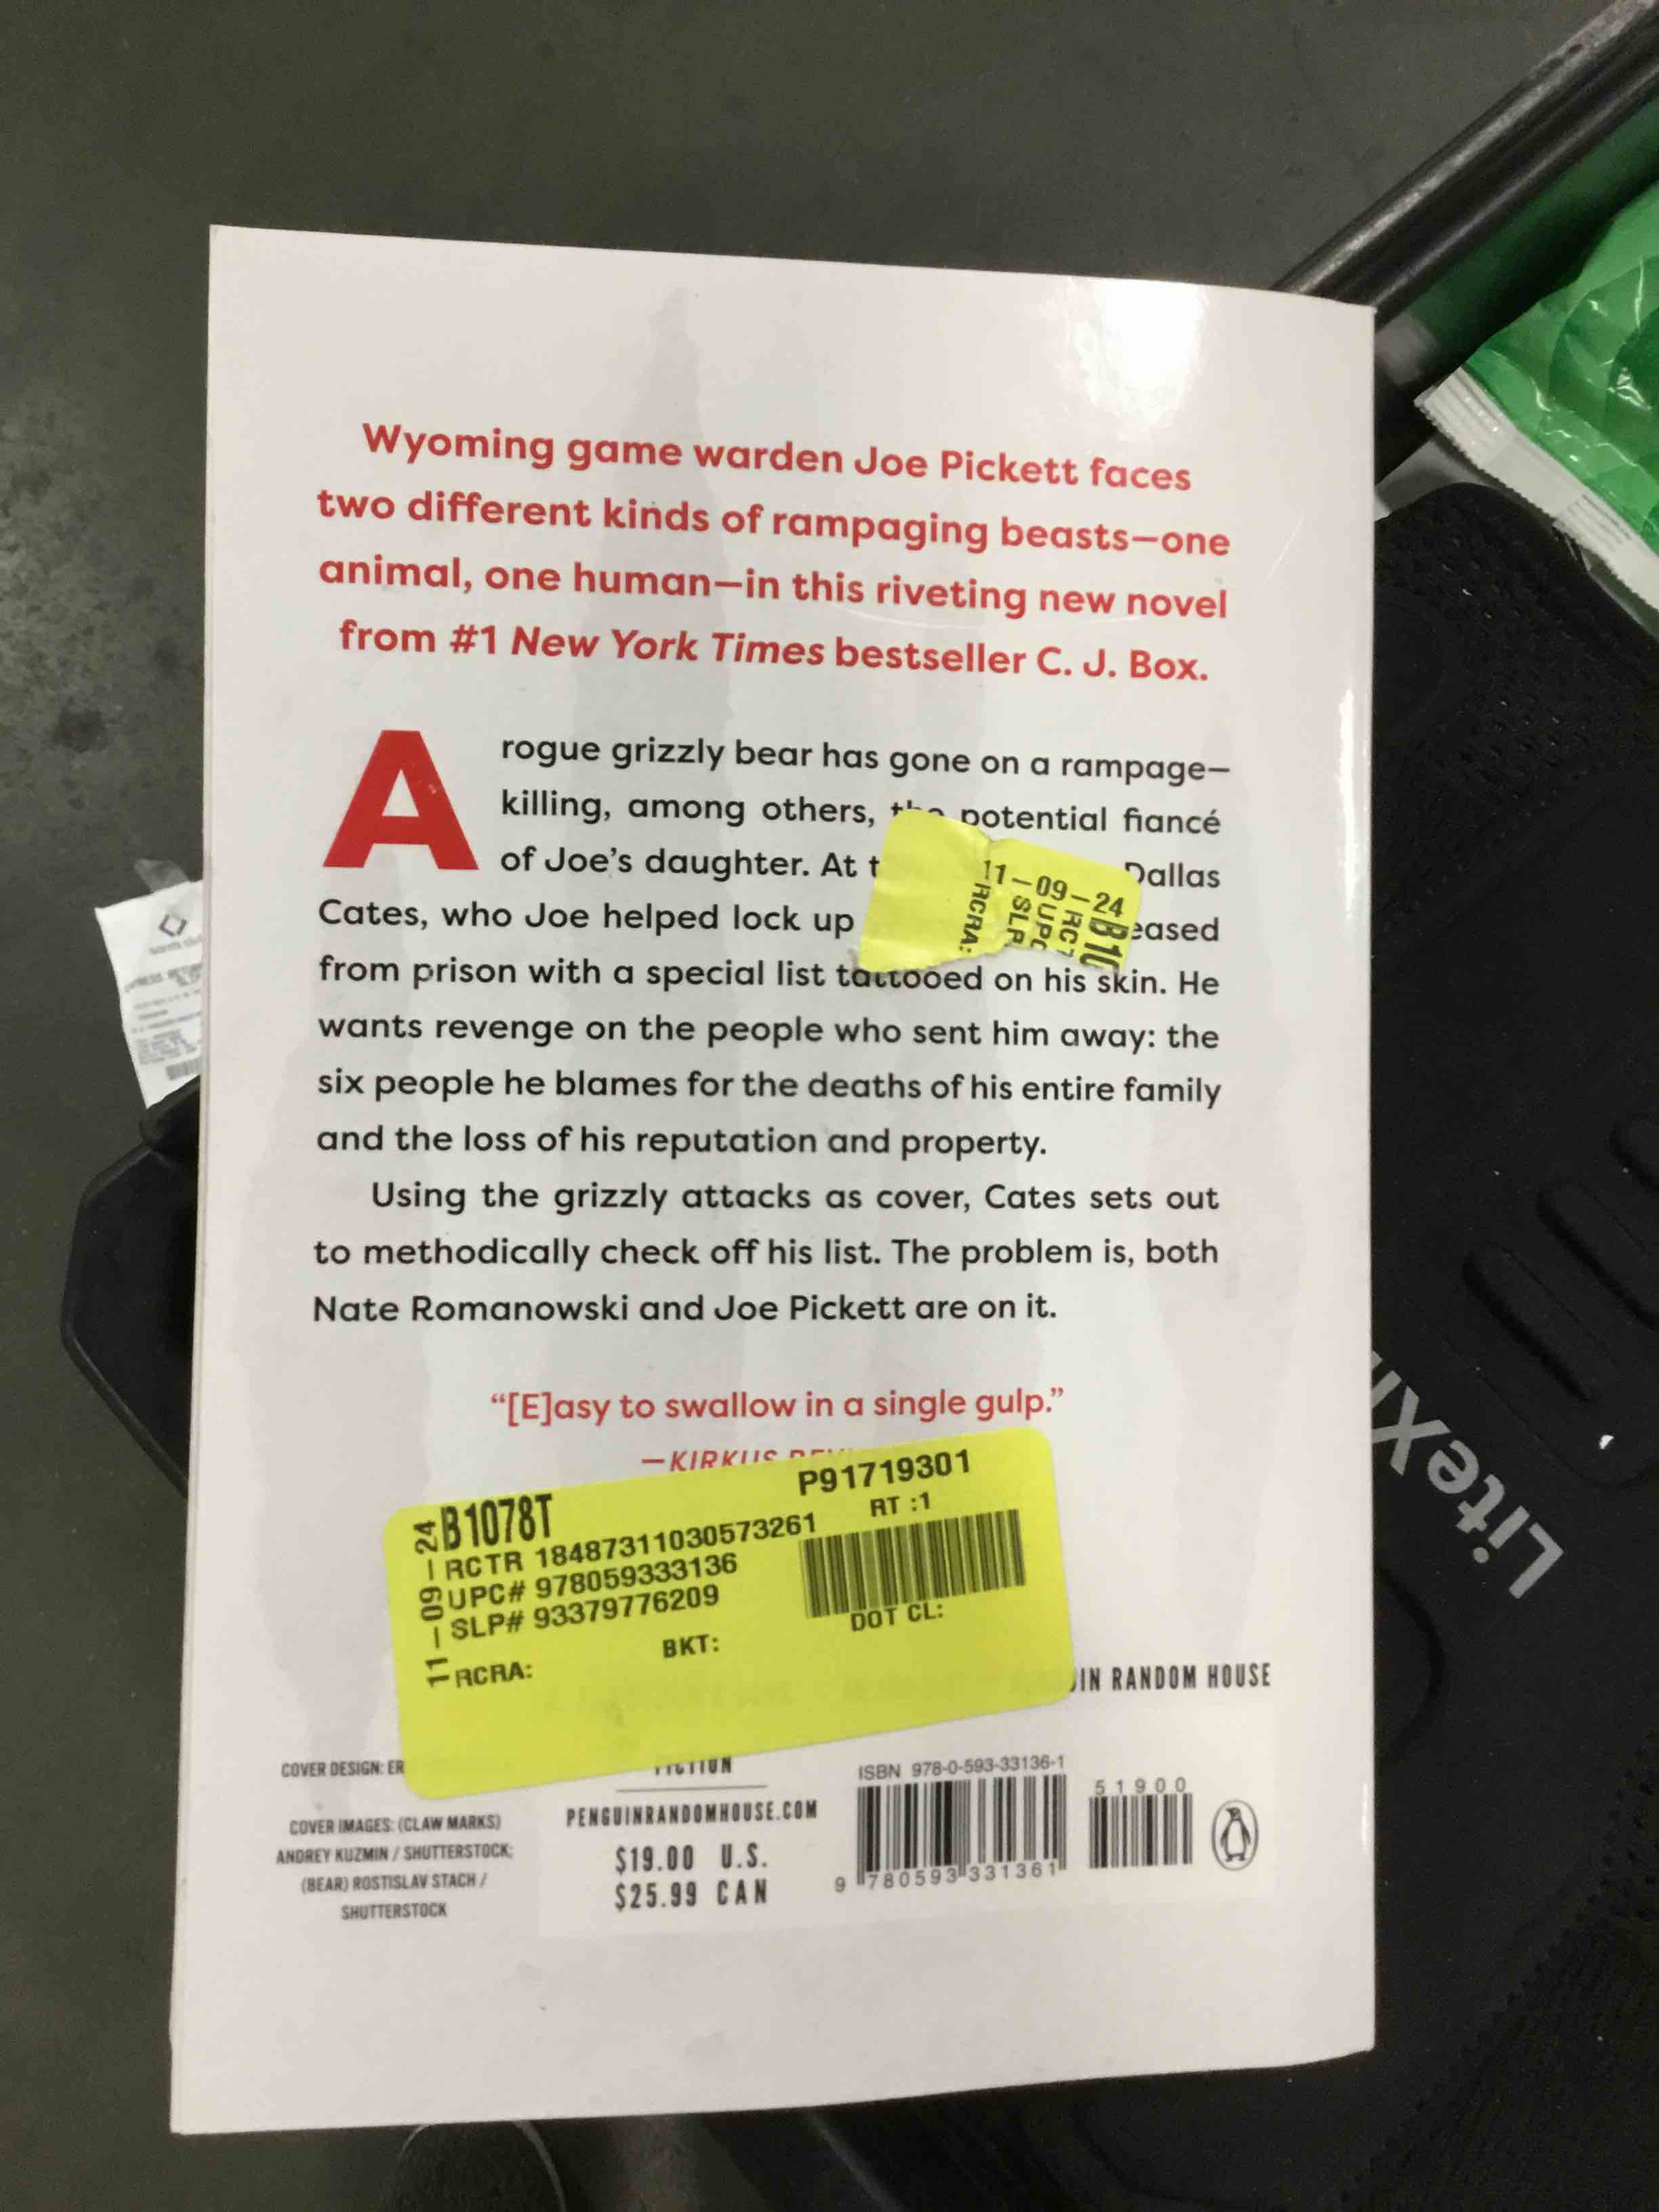 Wyoming game warden Joe Pickett faces
two different kinds of rampaging beasts—one
animal, one human—in this riveting new novel
from #1 New York Times bestseller C. J. Box.
A rogue grizzly bear has gone on a rampage—
killing, among others, potential fiancé
of Joe's daughter. At Dallas
Cates, who Joe helped lock up
from prison with a special list tattooed on his skin. He
wants revenge on the people who sent him away: the
six people he blames for the deaths of his entire family
and the loss of his reputation and property.
Using the grizzly attacks as cover, Cates sets out
to methodically check off his list. The problem is, both
Nate Romanowski and Joe Pickett are on it.
11-09-24
RCRA:
SLP
UPC
"[E]asy to swallow in a single gulp."
—KIRKUS
P91719301
B1078T
RT :1
RCTR 18487311030573261
UPC# 978059333136
SLP# 93379776209
DOT CL:
BKT:
RCRA:
11-09-24
RANDOM HOUSE
COVER DESIGN:
COVER IMAGES: (CLAW MARKS)
ANDREY KUZMIN / SHUTTERSTOCK;
(BEAR) ROSTISLAV STACH /
SHUTTERSTOCK
FICTION
PENGUINRANDOMHOUSE.COM
$19.00 U.S.
$25.99 CAN
ISBN 978-0-593-33136-1
51900
9 780593 331361
LiteX